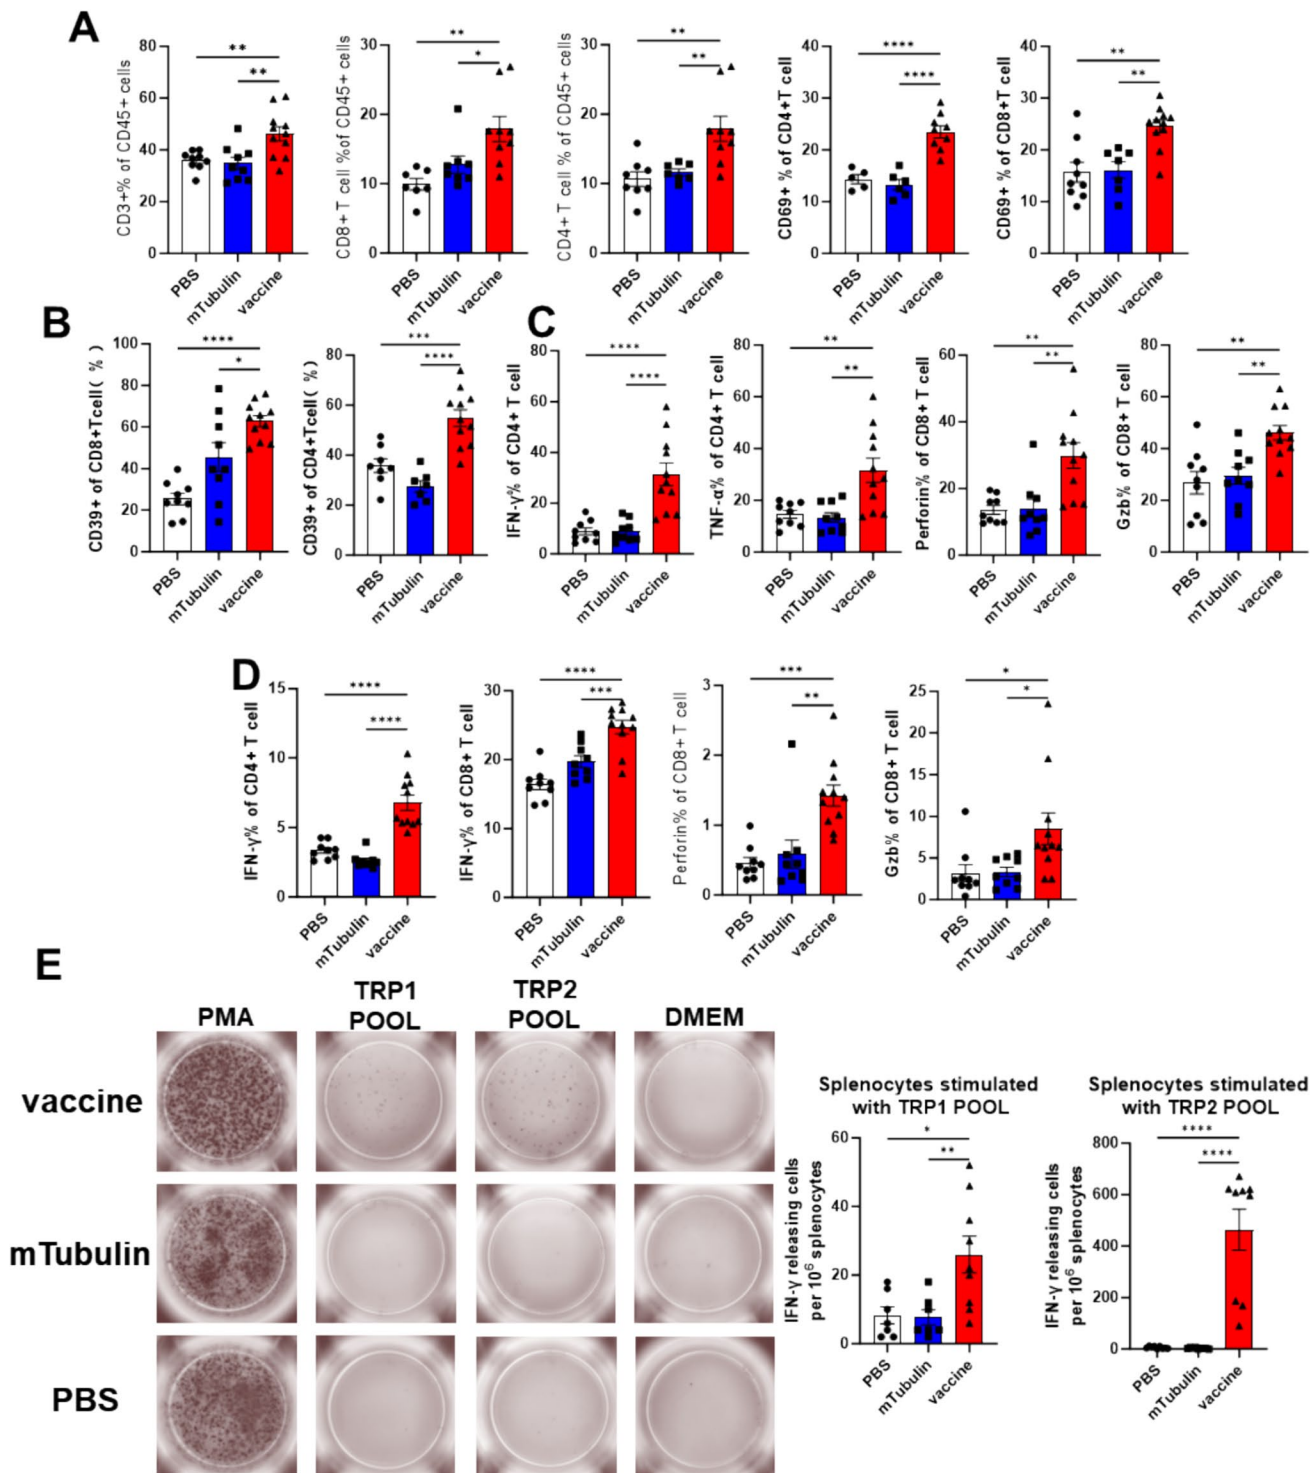 A
CD3+% of CD45+ cells
80
60
40
20
0
**
**
PBS
mTubulin
vaccine
CD8+T cell %of CD45+ cells
30
20
10
0
**
*
PBS
mTubulin
vaccine
CD4+T cell % of CD45+ cells
30
20
10
0
**
**
PBS
mTubulin
vaccine
CD69+ % of CD4+T cell
40
30
20
10
0
****
****
PBS
mTubulin
vaccine
CD69+ % of CD8+T cell
40
30
20
10
0
**
**
PBS
mTubulin
vaccine
B
CD39+ of CD8+Tcell( % )
100
80
60
40
20
0
****
*
PBS
mTubulin
vaccine
CD39+ of CD4+Tcell( %)
80
60
40
20
0
***
****
PBS
mTubulin
vaccine
C
IFN-γ% of CD4+ T cell
80
60
40
20
0
****
****
PBS
mTubulin
vaccine
TNF-α% of CD4+ T cell
80
60
40
20
0
**
**
PBS
mTubulin
vaccine
Perforin% of CD8+ T cell
60
40
20
0
**
**
PBS
mTubulin
vaccine
Gzb% of CD8+ T cell
80
60
40
20
0
**
**
PBS
mTubulin
vaccine
D
IFN-γ% of CD4+ T cell
15
10
5
0
****
****
PBS
mTubulin
vaccine
IFN-γ% of CD8+ T cell
30
20
10
0
****
***
PBS
mTubulin
vaccine
Perforin% of CD8+ T cell
3
2
1
0
***
**
PBS
mTubulin
vaccine
Gzb% of CD8+ T cell
25
20
15
10
5
0
*
*
PBS
mTubulin
vaccine
E
PMA
TRP1
POOL
TRP2
POOL
DMEM
vaccine
mTubulin
PBS
Splenocytes stimulated
with TRP1 POOL
IFN-γ releasing cells
per 10⁶ splenocytes
60
40
20
0
*
**
PBS
mTubulin
vaccine
Splenocytes stimulated
with TRP2 POOL
IFN-γ releasing cells
per 10⁶ splenocytes
800
600
400
200
0
****
****
PBS
mTubulin
vaccine